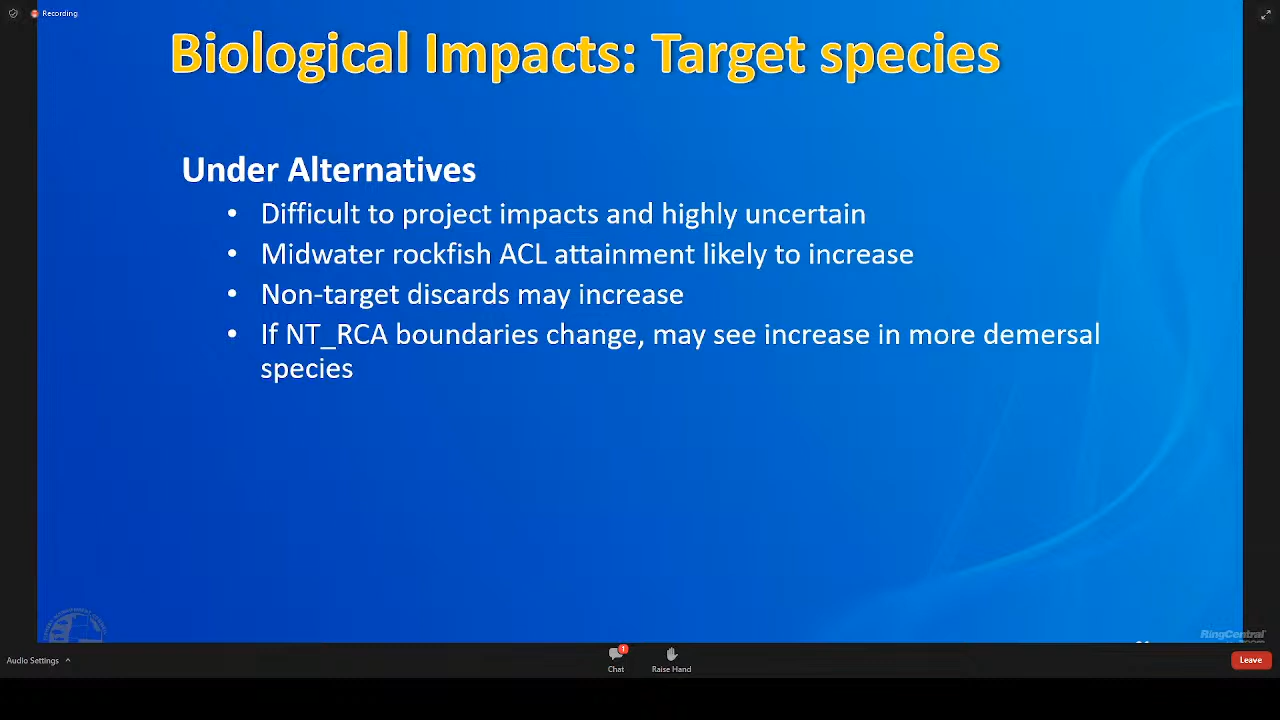 Recording
Biological Impacts: Target species
Under Alternatives
• Difficult to project impacts and highly uncertain
• Midwater rockfish ACL attainment likely to increase
• Non-target discards may increase
• If NT_RCA boundaries change, may see increase in more demersal
species
RingCentral
Audio Settings
1
Chat
Raise Hand
Leave